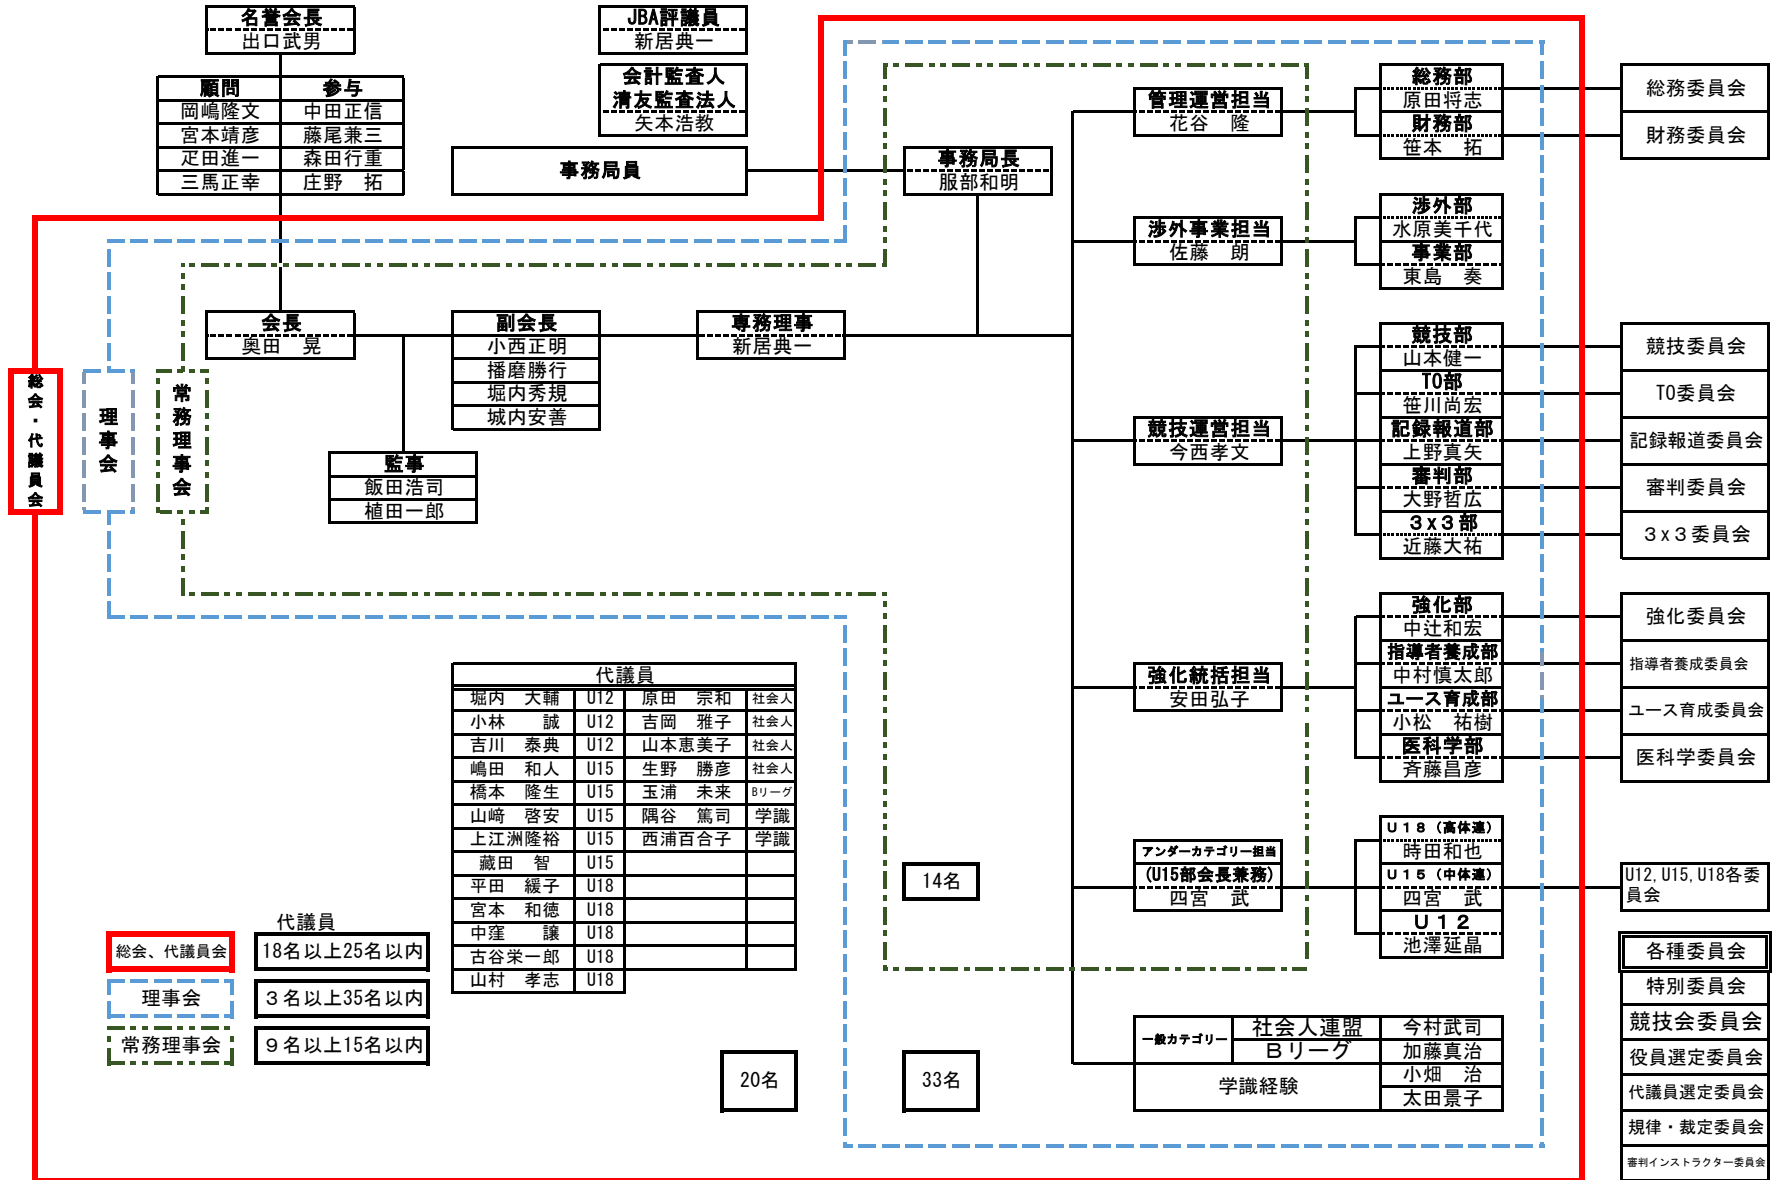 名誉会長
出口武男
JBA評議員
新居典一
会計監査人
清友監査法人
矢本浩教
顧問 参与
岡嶋隆文 中田正信
宮本靖彦 藤尾兼三
疋田進一 森田行重
三馬正幸 庄野 拓
事務局員
事務局長
服部和明
会長
奥田 晃
副会長
小西正明
播磨勝行
堀内秀規
城内安善
専務理事
新居典一
監事
飯田浩司
植田一郎
総会・代議員会
理事会
常務理事会
管理運営担当
花谷 隆
総務部
原田将志
財務部
笹本 拓
総務委員会
財務委員会
渉外事業担当
佐藤 朗
渉外部
水原美千代
事業部
東島 奏
競技運営担当
今西孝文
競技部
山本健一
TO部
笹川尚宏
記録報道部
上野真矢
審判部
大野哲広
3x3部
近藤大祐
競技委員会
TO委員会
記録報道委員会
審判委員会
3x3委員会
強化統括担当
安田弘子
強化部
中辻和宏
指導者養成部
中村慎太郎
ユース育成部
小松 祐樹
医科学部
斉藤昌彦
強化委員会
指導者養成委員会
ユース育成委員会
医科学委員会
アンダーカテゴリー担当
(U15部会長兼務)
四宮 武
U18（高体連）
時田和也
U15（中体連）
四宮 武
U12
池澤延晶
U12,U15,U18各委員会
一般カテゴリー 社会人連盟 今村武司
Bリーグ 加藤真治
学識経験 小畑 治
太田景子
各種委員会
特別委員会
競技会委員会
役員選定委員会
代議員選定委員会
規律・裁定委員会
審判インストラクター委員会
代議員
堀内 大輔 U12 原田 宗和 社会人
小林 誠 U12 吉岡 雅子 社会人
吉川 泰典 U12 山本恵美子 社会人
嶋田 和人 U15 生野 勝彦 社会人
橋本 隆生 U15 玉浦 未来 Bリーグ
山﨑 啓安 U15 隅谷 篤司 学識
上江洲隆裕 U15 西浦百合子 学識
藏田 智 U15
平田 緩子 U18
宮本 和徳 U18
中窪 譲 U18
古谷栄一郎 U18
山村 孝志 U18
14名
20名
33名
代議員
総会、代議員会 18名以上25名以内
理事会 3名以上35名以内
常務理事会 9名以上15名以内